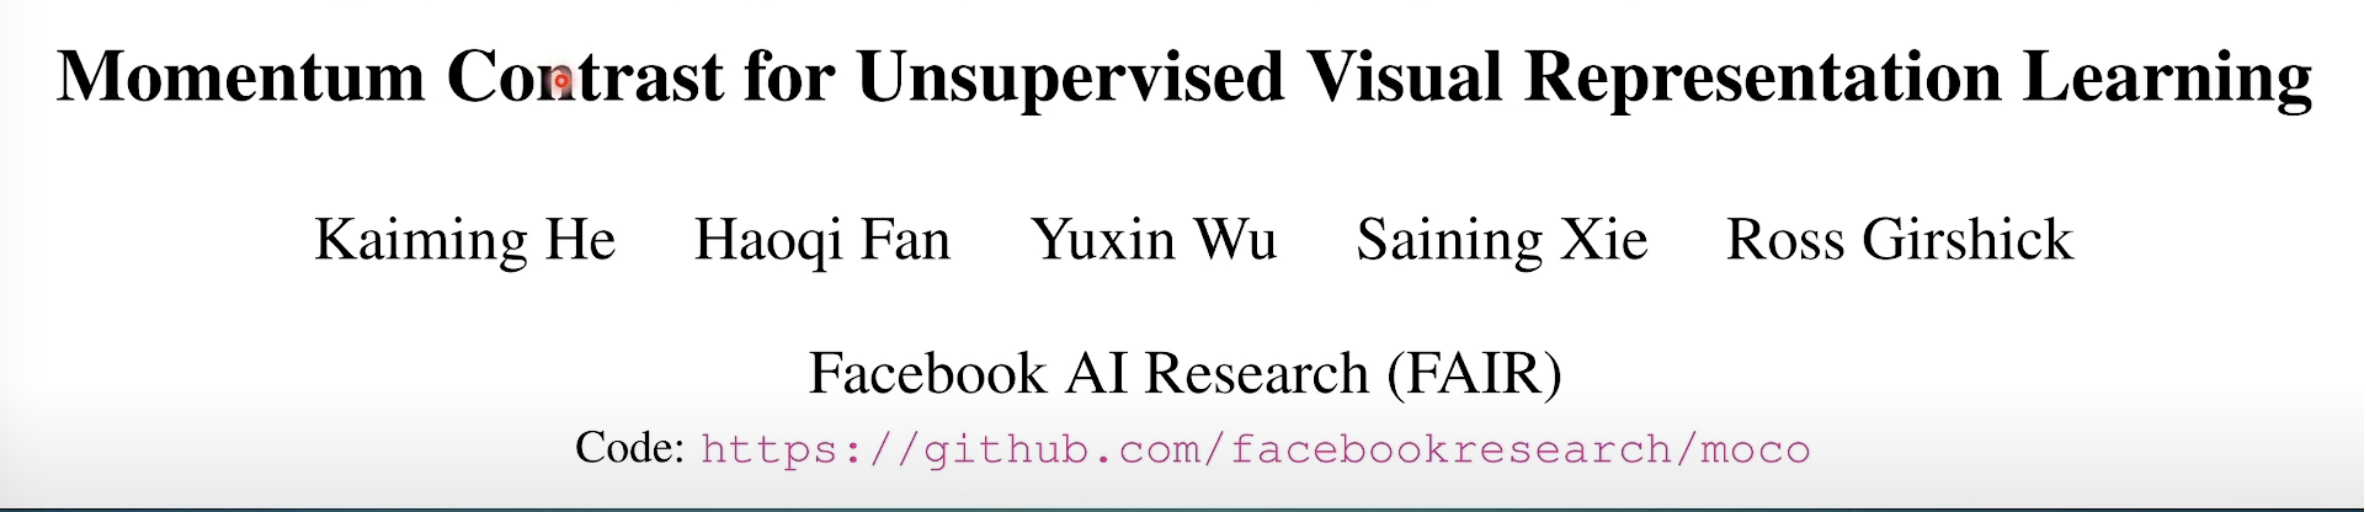 Momentum Contrast for Unsupervised Visual Representation Learning
Kaiming He Haoqi Fan Yuxin Wu Saining Xie Ross Girshick
Facebook AI Research (FAIR)
Code: https://github.com/facebookresearch/moco